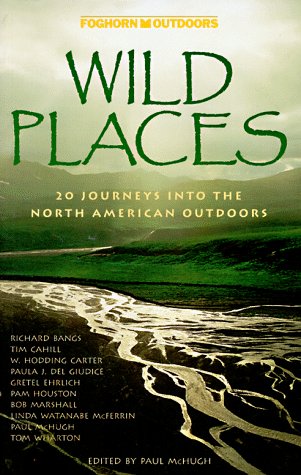 FOGHORN OUTDOORS
WILD
PLACES
20 JOURNEYS INTO THE
NORTH AMERICAN OUTDOORS
RICHARD BANGS
TIM CAHILL
W. HODDING CARTER
PAULA J. DEL GIUDICE
GRETEL EHRLICH
PAM HOUSTON
BOB MARSHALL
LINDA WATANABE MCFERRIN
PAUL MCHUGH
TOM WHARTON
EDITED BY PAUL MCHUGH